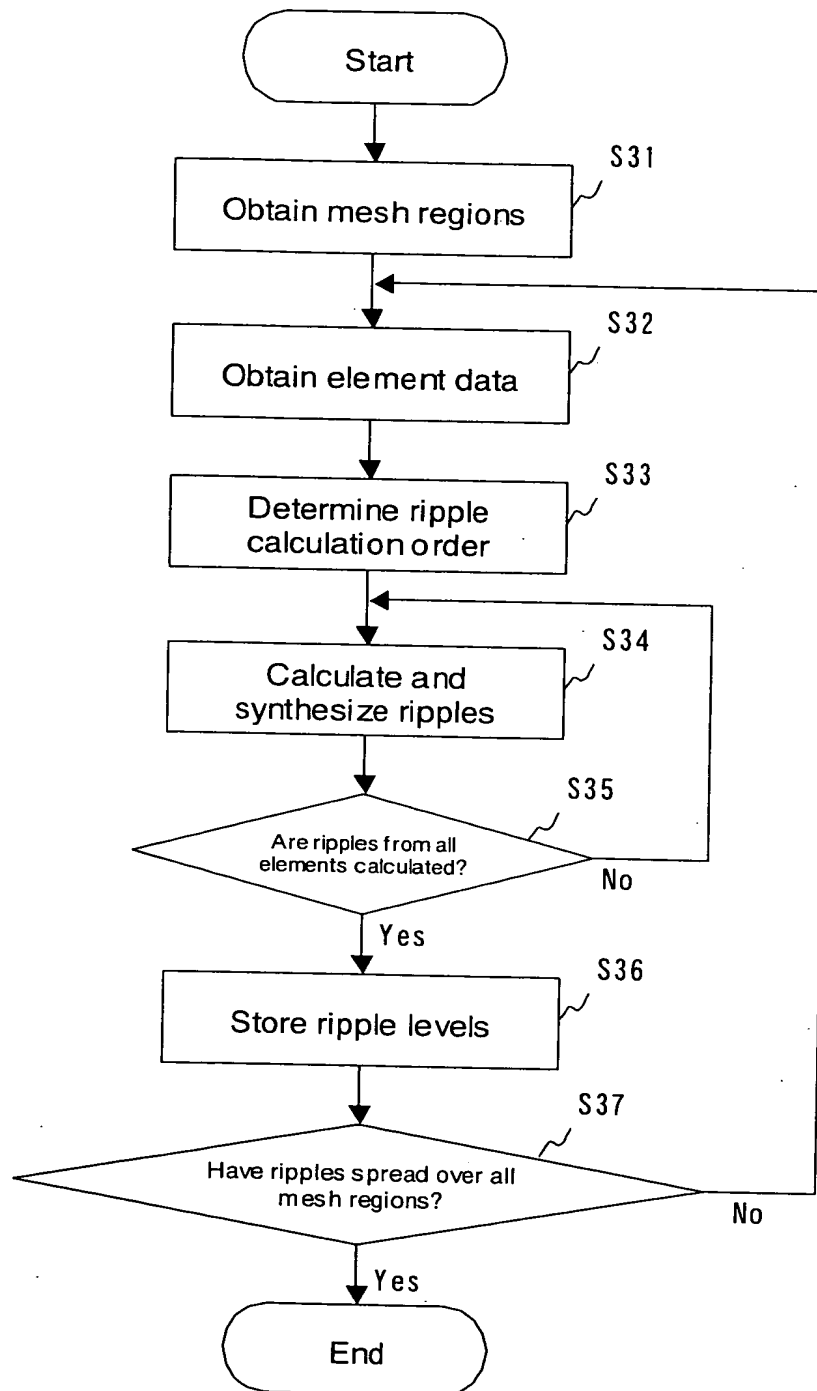 Start
S31
Obtain mesh regions
S32
Obtain element data
S33
Determine ripple
calculation order
S34
Calculate and
synthesize ripples
S35
Are ripples from all
elements calculated?
No
Yes
S36
Store ripple levels
S37
Have ripples spread over all
mesh regions?
No
Yes
End